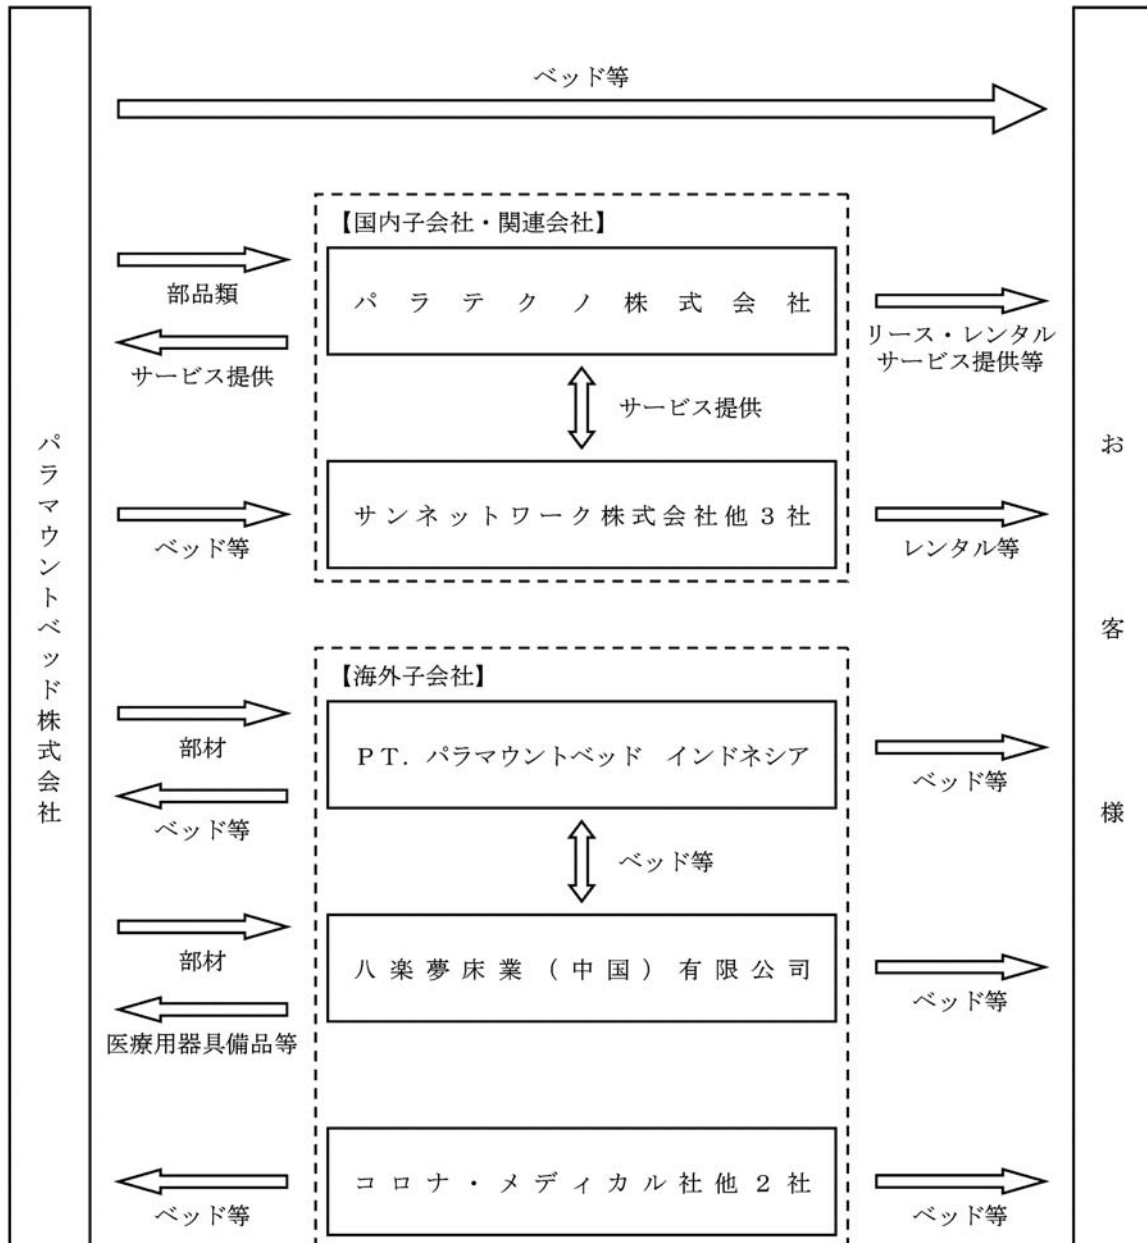 ベッド等
【国内子会社・関連会社】
部品類
パラテクノ株式会社
サービス提供
リース・レンタル
サービス提供等
サービス提供
サンネットワーク株式会社他3社
ベッド等
レンタル等
パラマウントベッド株式会社
お客様
【海外子会社】
部材
PT. パラマウントベッド インドネシア
ベッド等
ベッド等
ベッド等
部材
八楽夢床業(中国)有限公司
医療用器具備品等
ベッド等
コロナ・メディカル社他2社
ベッド等
ベッド等